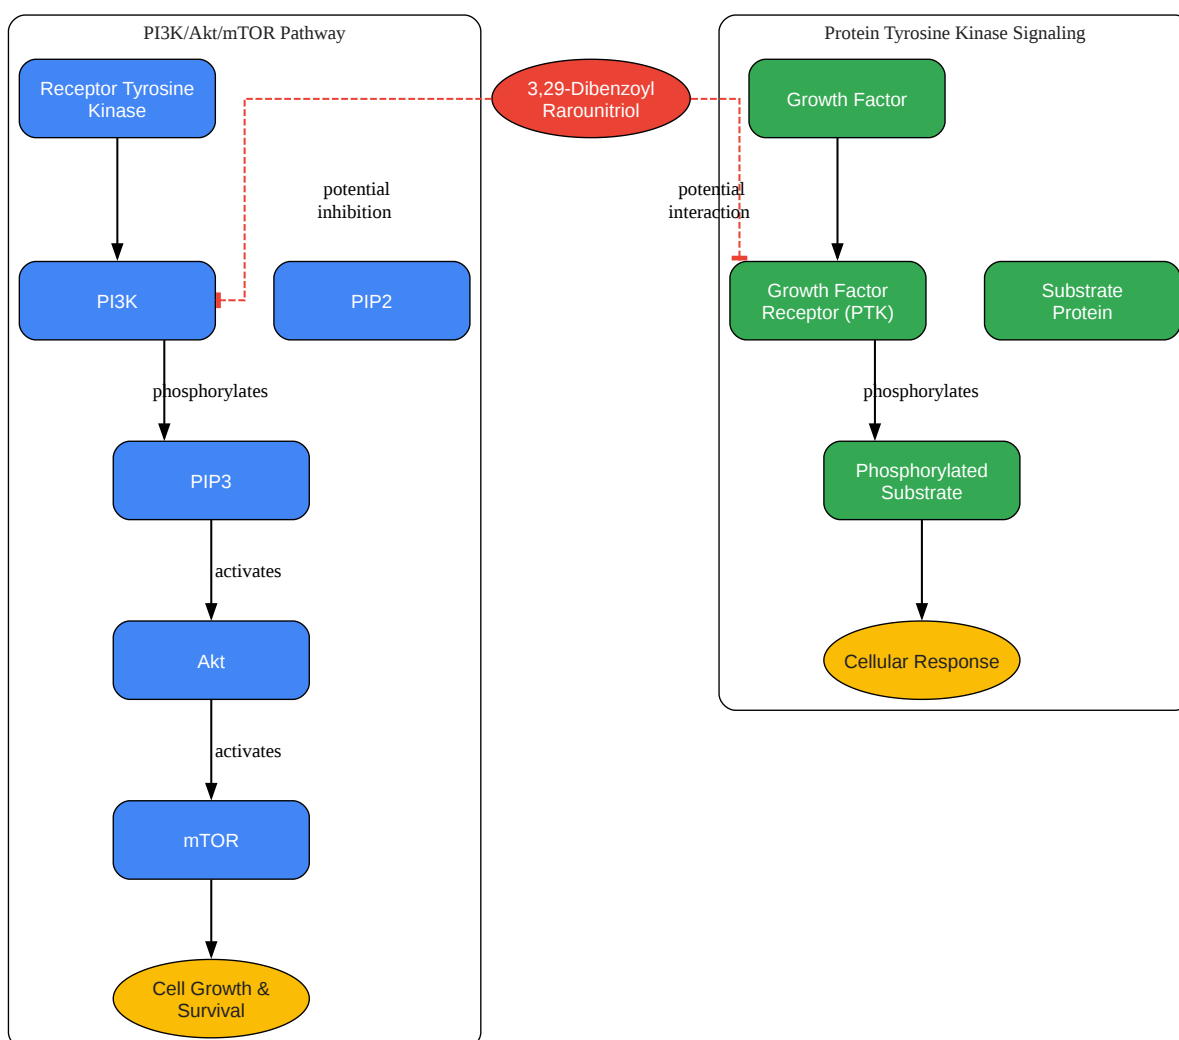 PI3K/Akt/mTOR Pathway
Receptor Tyrosine
Kinase
potential
inhibition
PI3K
PIP2
phosphorylates
PIP3
activates
Akt
activates
mTOR
Cell Growth &
Survival
3,29-Dibenzoyl
Rarounitriol
Protein Tyrosine Kinase Signaling
Growth Factor
potential
interaction
Growth Factor
Receptor (PTK)
Substrate
Protein
phosphorylates
Phosphorylated
Substrate
Cellular Response